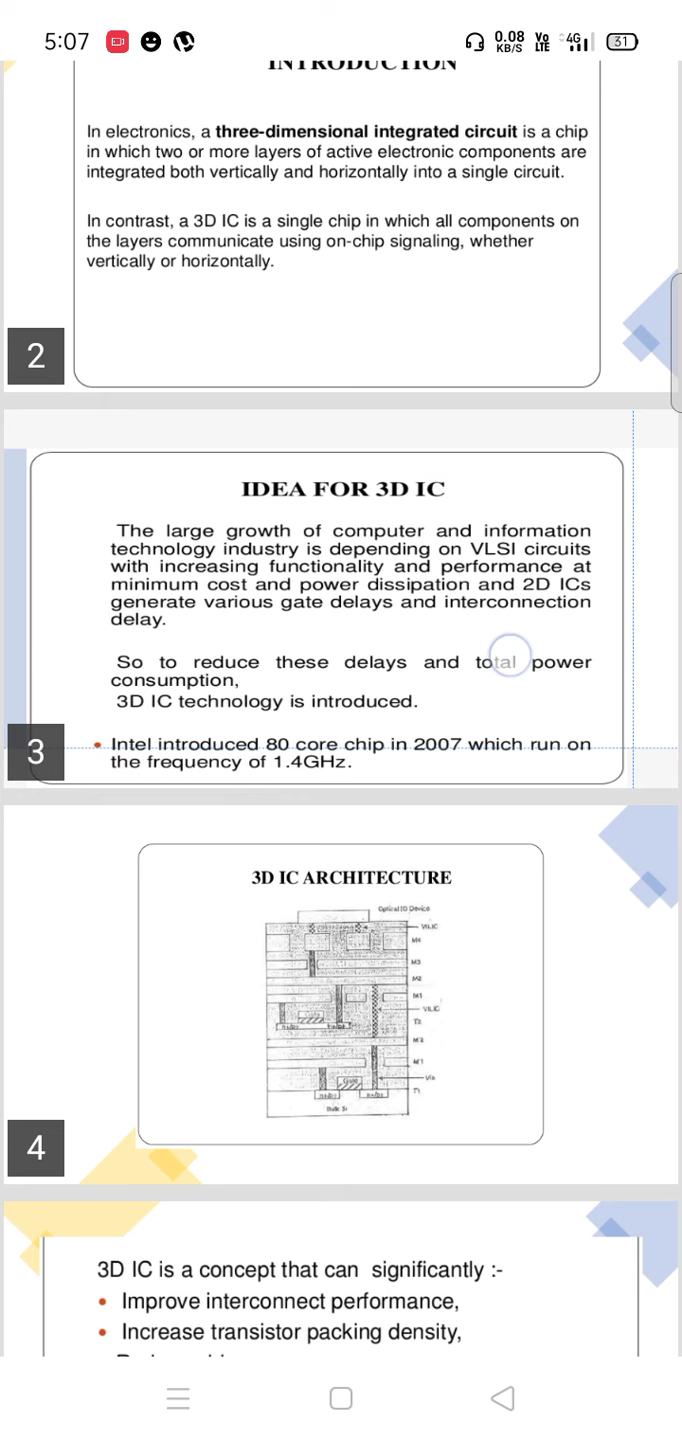 5:07
0.08 KB/S Vo LTE 4G 31
INTRODUCTION
In electronics, a three-dimensional integrated circuit is a chip
in which two or more layers of active electronic components are
integrated both vertically and horizontally into a single circuit.
In contrast, a 3D IC is a single chip in which all components on
the layers communicate using on-chip signaling, whether
vertically or horizontally.
2
IDEA FOR 3D IC
The large growth of computer and information
technology industry is depending on VLSI circuits
with increasing functionality and performance at
minimum cost and power dissipation and 2D ICs
generate various gate delays and interconnection
delay.
So to reduce these delays and total power
consumption,
3D IC technology is introduced.
• Intel introduced 80 core chip in 2007 which run on
the frequency of 1.4GHz.
3
3D IC ARCHITECTURE
Optical IO Device
VILIC
M4
M3
M2
M1
VILIC
T2
M1
Via
Gate
T1
Bulk Si
4
3D IC is a concept that can significantly :-
• Improve interconnect performance,
• Increase transistor packing density,